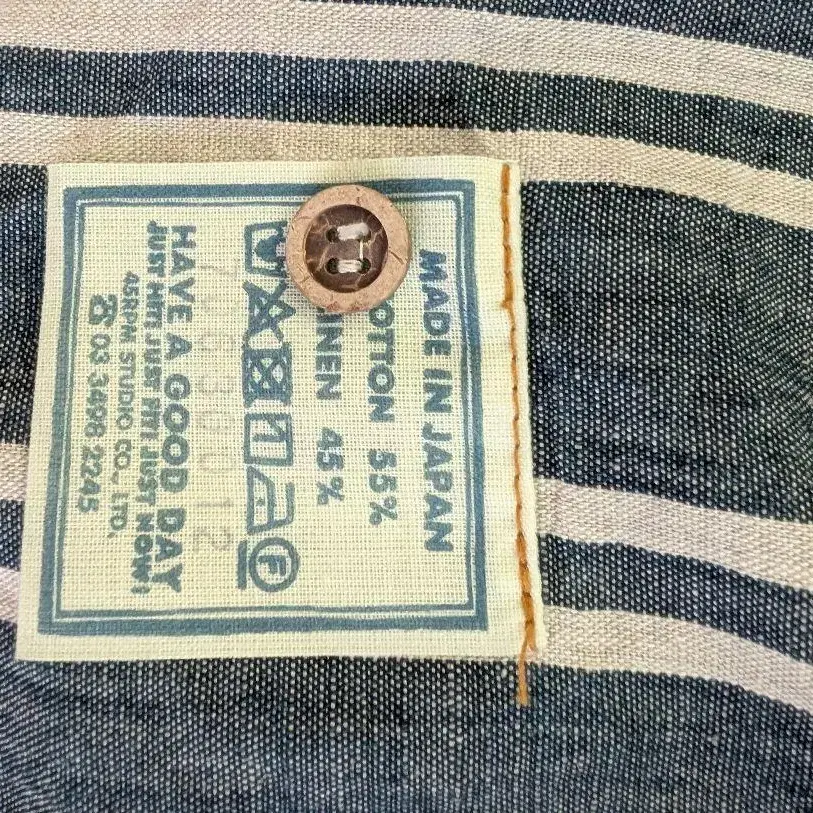 MADE IN JAPAN
OTTON 55%
INEN 45%
F
HAVE A GOOD DAY
JUST HIT! JUST FIT! JUST NOW!
45RPM STUDIO CO., LTD.
☎ 03 3498 2245